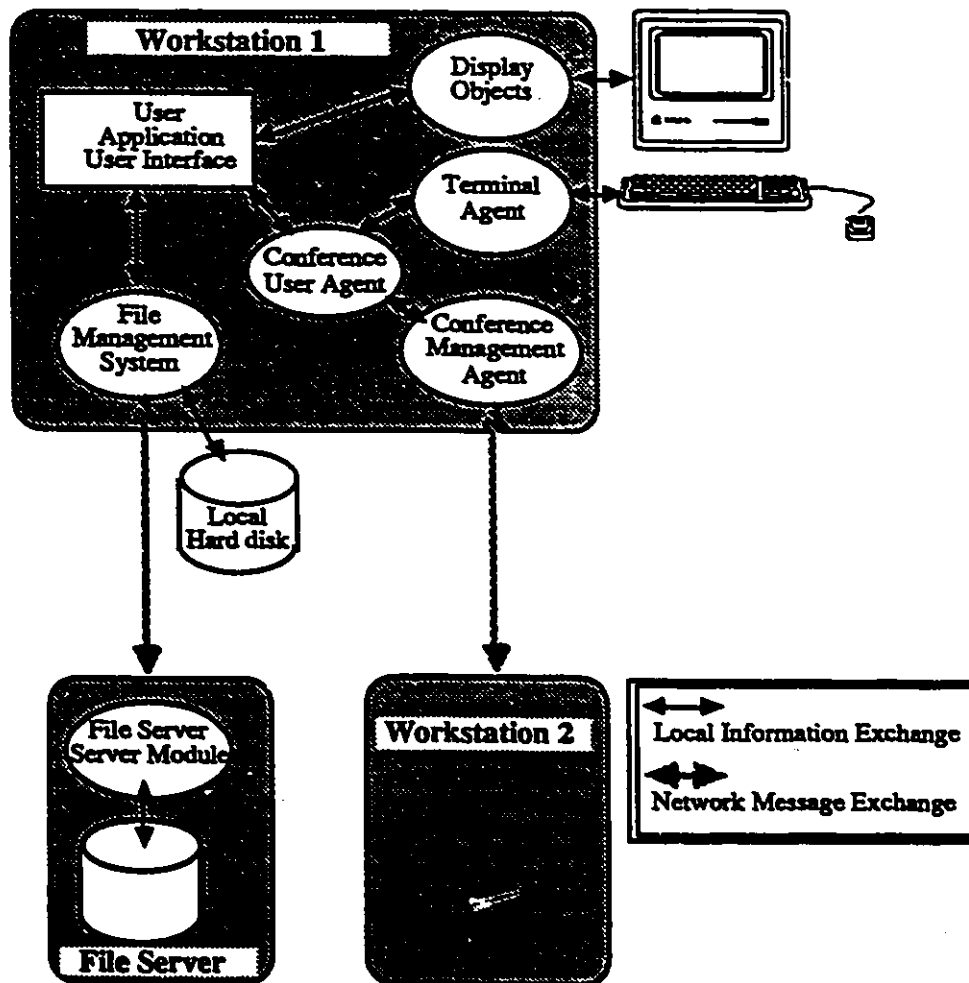 Workstation 1
Display
Objects
User
Application
User Interface
Terminal
Agent
Conference
User Agent
File
Management
System
Conference
Management
Agent
Local
Hard disk
File Server
Server Module
Workstation 2
Local Information Exchange
Network Message Exchange
File Server